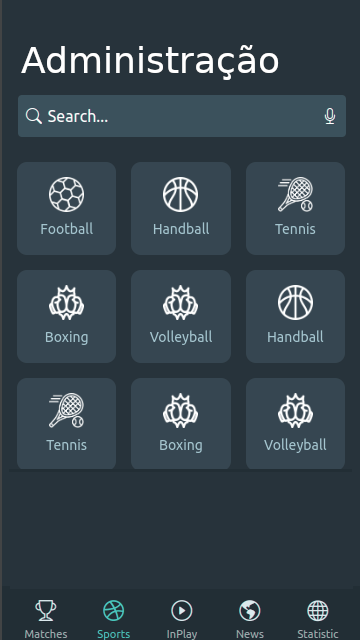 Administração
Search...
Football
Handball
Tennis
Boxing
Volleyball
Handball
Tennis
Boxing
Volleyball
Matches
Sports
InPlay
News
Statistic